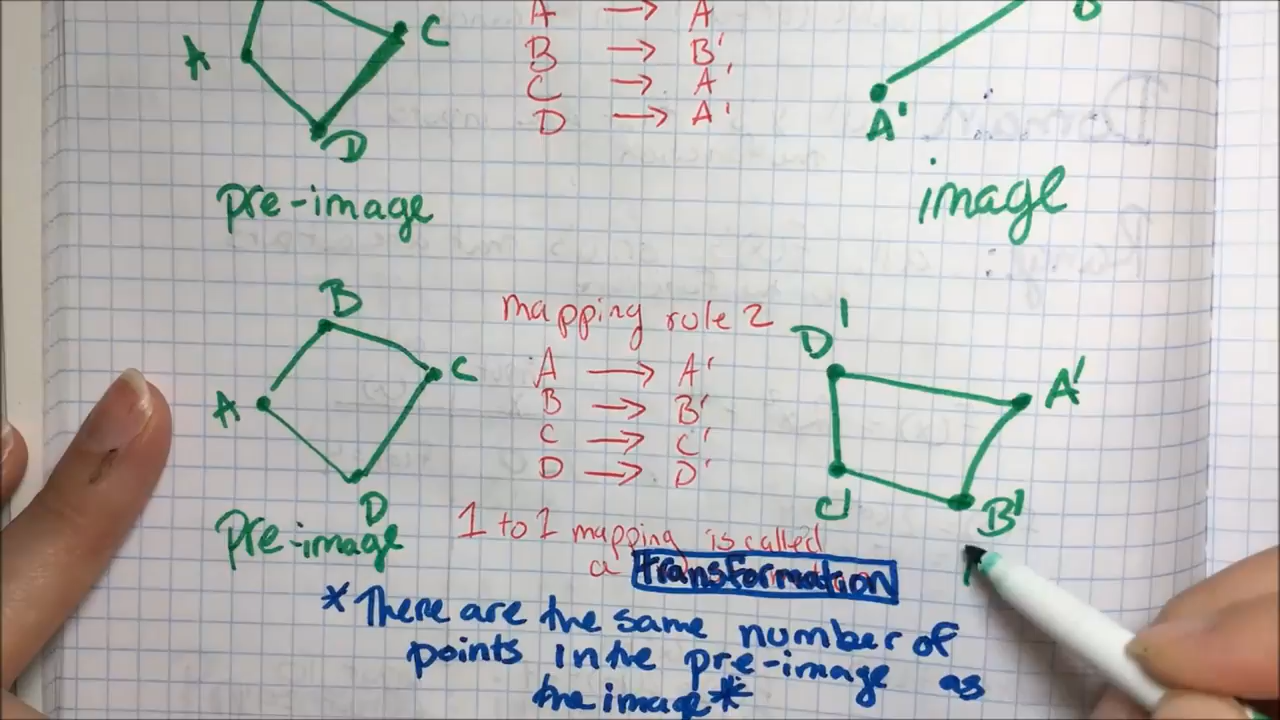 A → A'
B → B'
C → A'
D → A'
A
C
D
A'
B
pre-image
image
mapping rule 2
A → A'
B → B'
C → C'
D → D'
B
A
C
D
D'
A'
C'
B'
pre-image
1 to 1 mapping is called
a transformation
*There are the same number of
points in the pre-image as
the image*